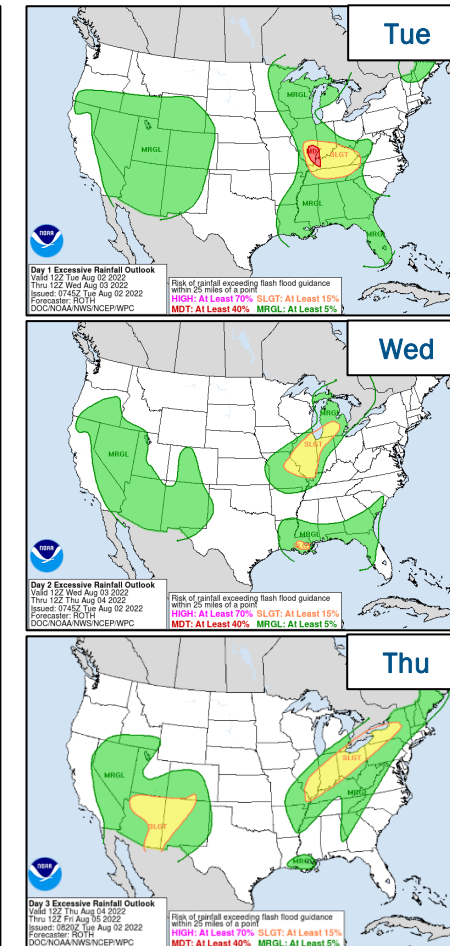 Tue
MRGL
MRGL
MDT
SLGT
MRGL
MRGL
NOAA
Day 1 Excessive Rainfall Outlook
Valid 12Z Tue Aug 02 2022
Thru 12Z Wed Aug 03 2022
Issued: 0745Z Tue Aug 02 2022
Forecaster: ROTH
DOC/NOAA/NWS/NCEP/WPC
Risk of rainfall exceeding flash flood guidance
within 25 miles of a point
HIGH: At Least 70% SLGT: At Least 15%
MDT: At Least 40% MRGL: At Least 5%
Wed
MRGL
SLGT
MRGL
MRGL
NOAA
Day 2 Excessive Rainfall Outlook
Valid 12Z Wed Aug 03 2022
Thru 12Z Thu Aug 04 2022
Issued: 0745Z Tue Aug 02 2022
Forecaster: ROTH
DOC/NOAA/NWS/NCEP/WPC
Risk of rainfall exceeding flash flood guidance
within 25 miles of a point
HIGH: At Least 70% SLGT: At Least 15%
MDT: At Least 40% MRGL: At Least 5%
Thu
SLGT
MRGL
MRGL
SLGT
MRGL
NOAA
Day 3 Excessive Rainfall Outlook
Valid 12Z Thu Aug 04 2022
Thru 12Z Fri Aug 05 2022
Issued: 0820Z Tue Aug 02 2022
Forecaster: ROTH
DOC/NOAA/NWS/NCEP/WPC
Risk of rainfall exceeding flash flood guidance
within 25 miles of a point
HIGH: At Least 70% SLGT: At Least 15%
MDT: At Least 40% MRGL: At Least 5%